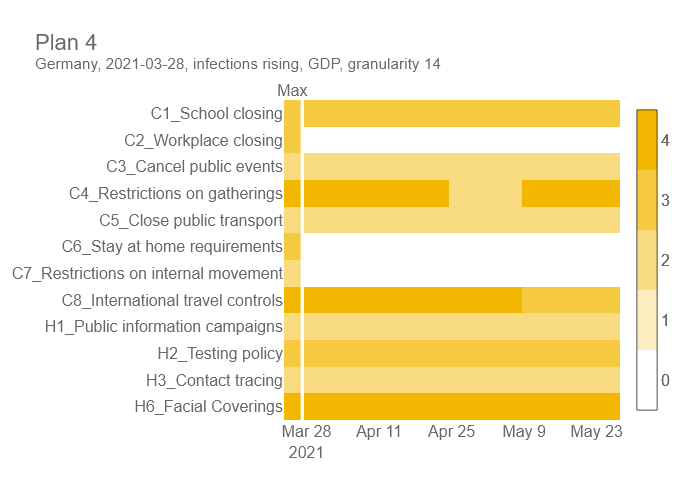 Plan 4
Germany, 2021-03-28, infections rising, GDP, granularity 14
Max
C1_School closing
C2_Workplace closing
C3_Cancel public events
C4_Restrictions on gatherings
C5_Close public transport
C6_Stay at home requirements
C7_Restrictions on internal movement
C8_International travel controls
H1_Public information campaigns
H2_Testing policy
H3_Contact tracing
H6_Facial Coverings
4
3
2
1
0
Mar 28 Apr 11 Apr 25 May 9 May 23
2021